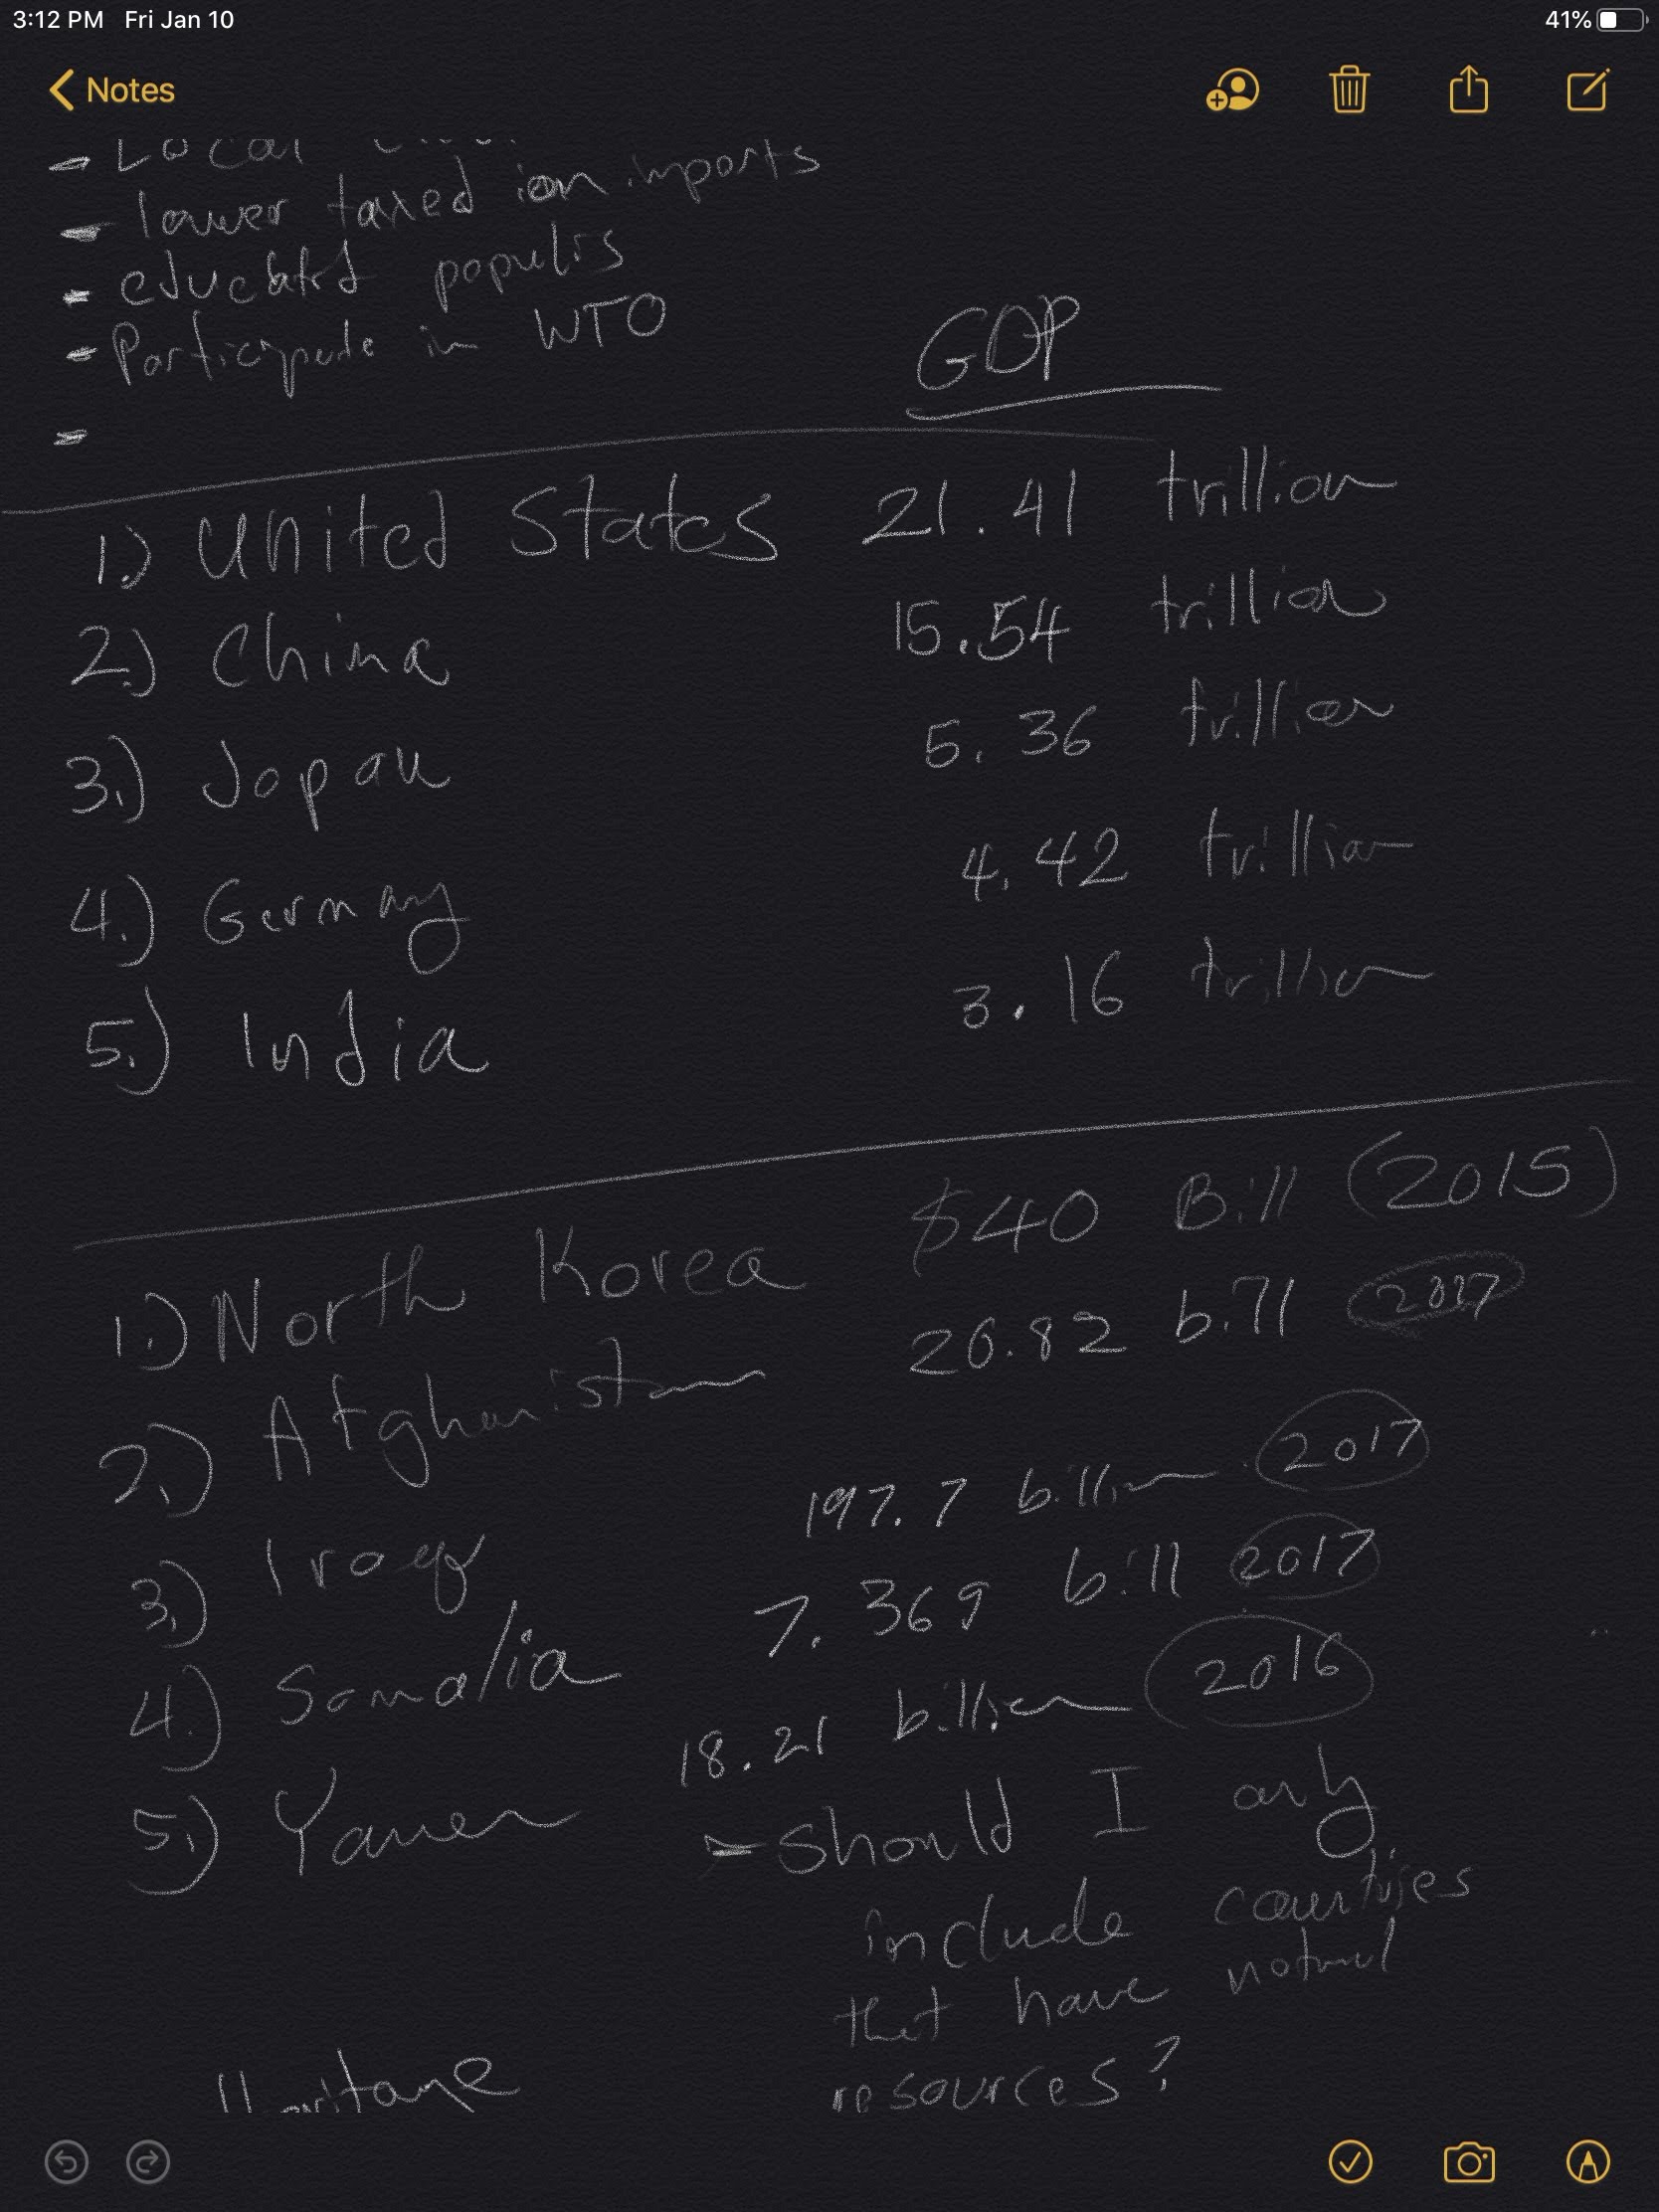 3:12 PM Fri Jan 10 41%
Notes
- Local
- lower taxed ion imports
- educated populis
- Participate in WTO
GDP
-
1.) United States 21.41 trillion
2.) China 15.54 trillion
3.) Japan 5.36 trillion
4.) Germany 4.42 trillion
5.) India 3.16 trillion
1.) North Korea $40 Bill (2015)
2.) Afghanistan 20.82 bill 2017
3.) Iraq 197.7 billion 2017
4.) Somalia 7.369 bill 2017
5.) Yamen 18.21 billion 2016
- Should I only
include countries
that have natural
resources?